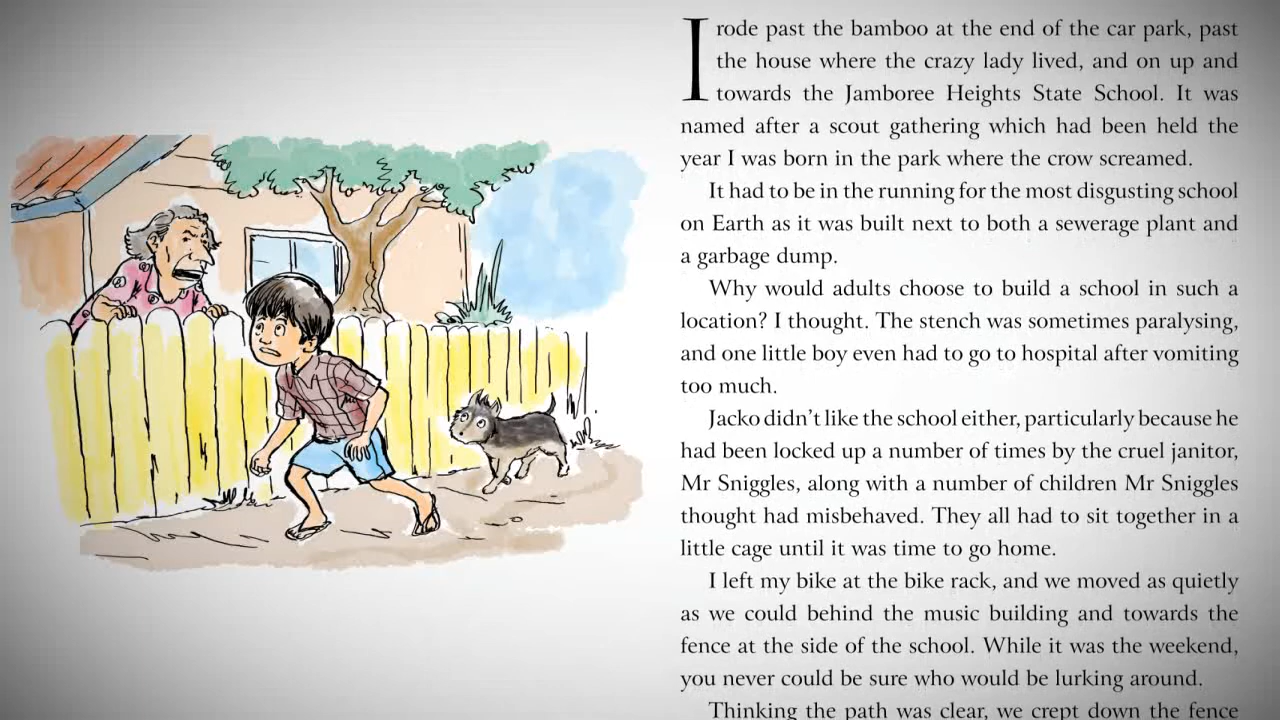 I rode past the bamboo at the end of the car park, past
the house where the crazy lady lived, and on up and
towards the Jamboree Heights State School. It was
named after a scout gathering which had been held the
year I was born in the park where the crow screamed.
It had to be in the running for the most disgusting school
on Earth as it was built next to both a sewerage plant and
a garbage dump.
Why would adults choose to build a school in such a
location? I thought. The stench was sometimes paralysing,
and one little boy even had to go to hospital after vomiting
too much.
Jacko didn’t like the school either, particularly because he
had been locked up a number of times by the cruel janitor,
Mr Sniggles, along with a number of children Mr Sniggles
thought had misbehaved. They all had to sit together in a
little cage until it was time to go home.
I left my bike at the bike rack, and we moved as quietly
as we could behind the music building and towards the
fence at the side of the school. While it was the weekend,
you never could be sure who would be lurking around.
Thinking the path was clear, we crept down the fence